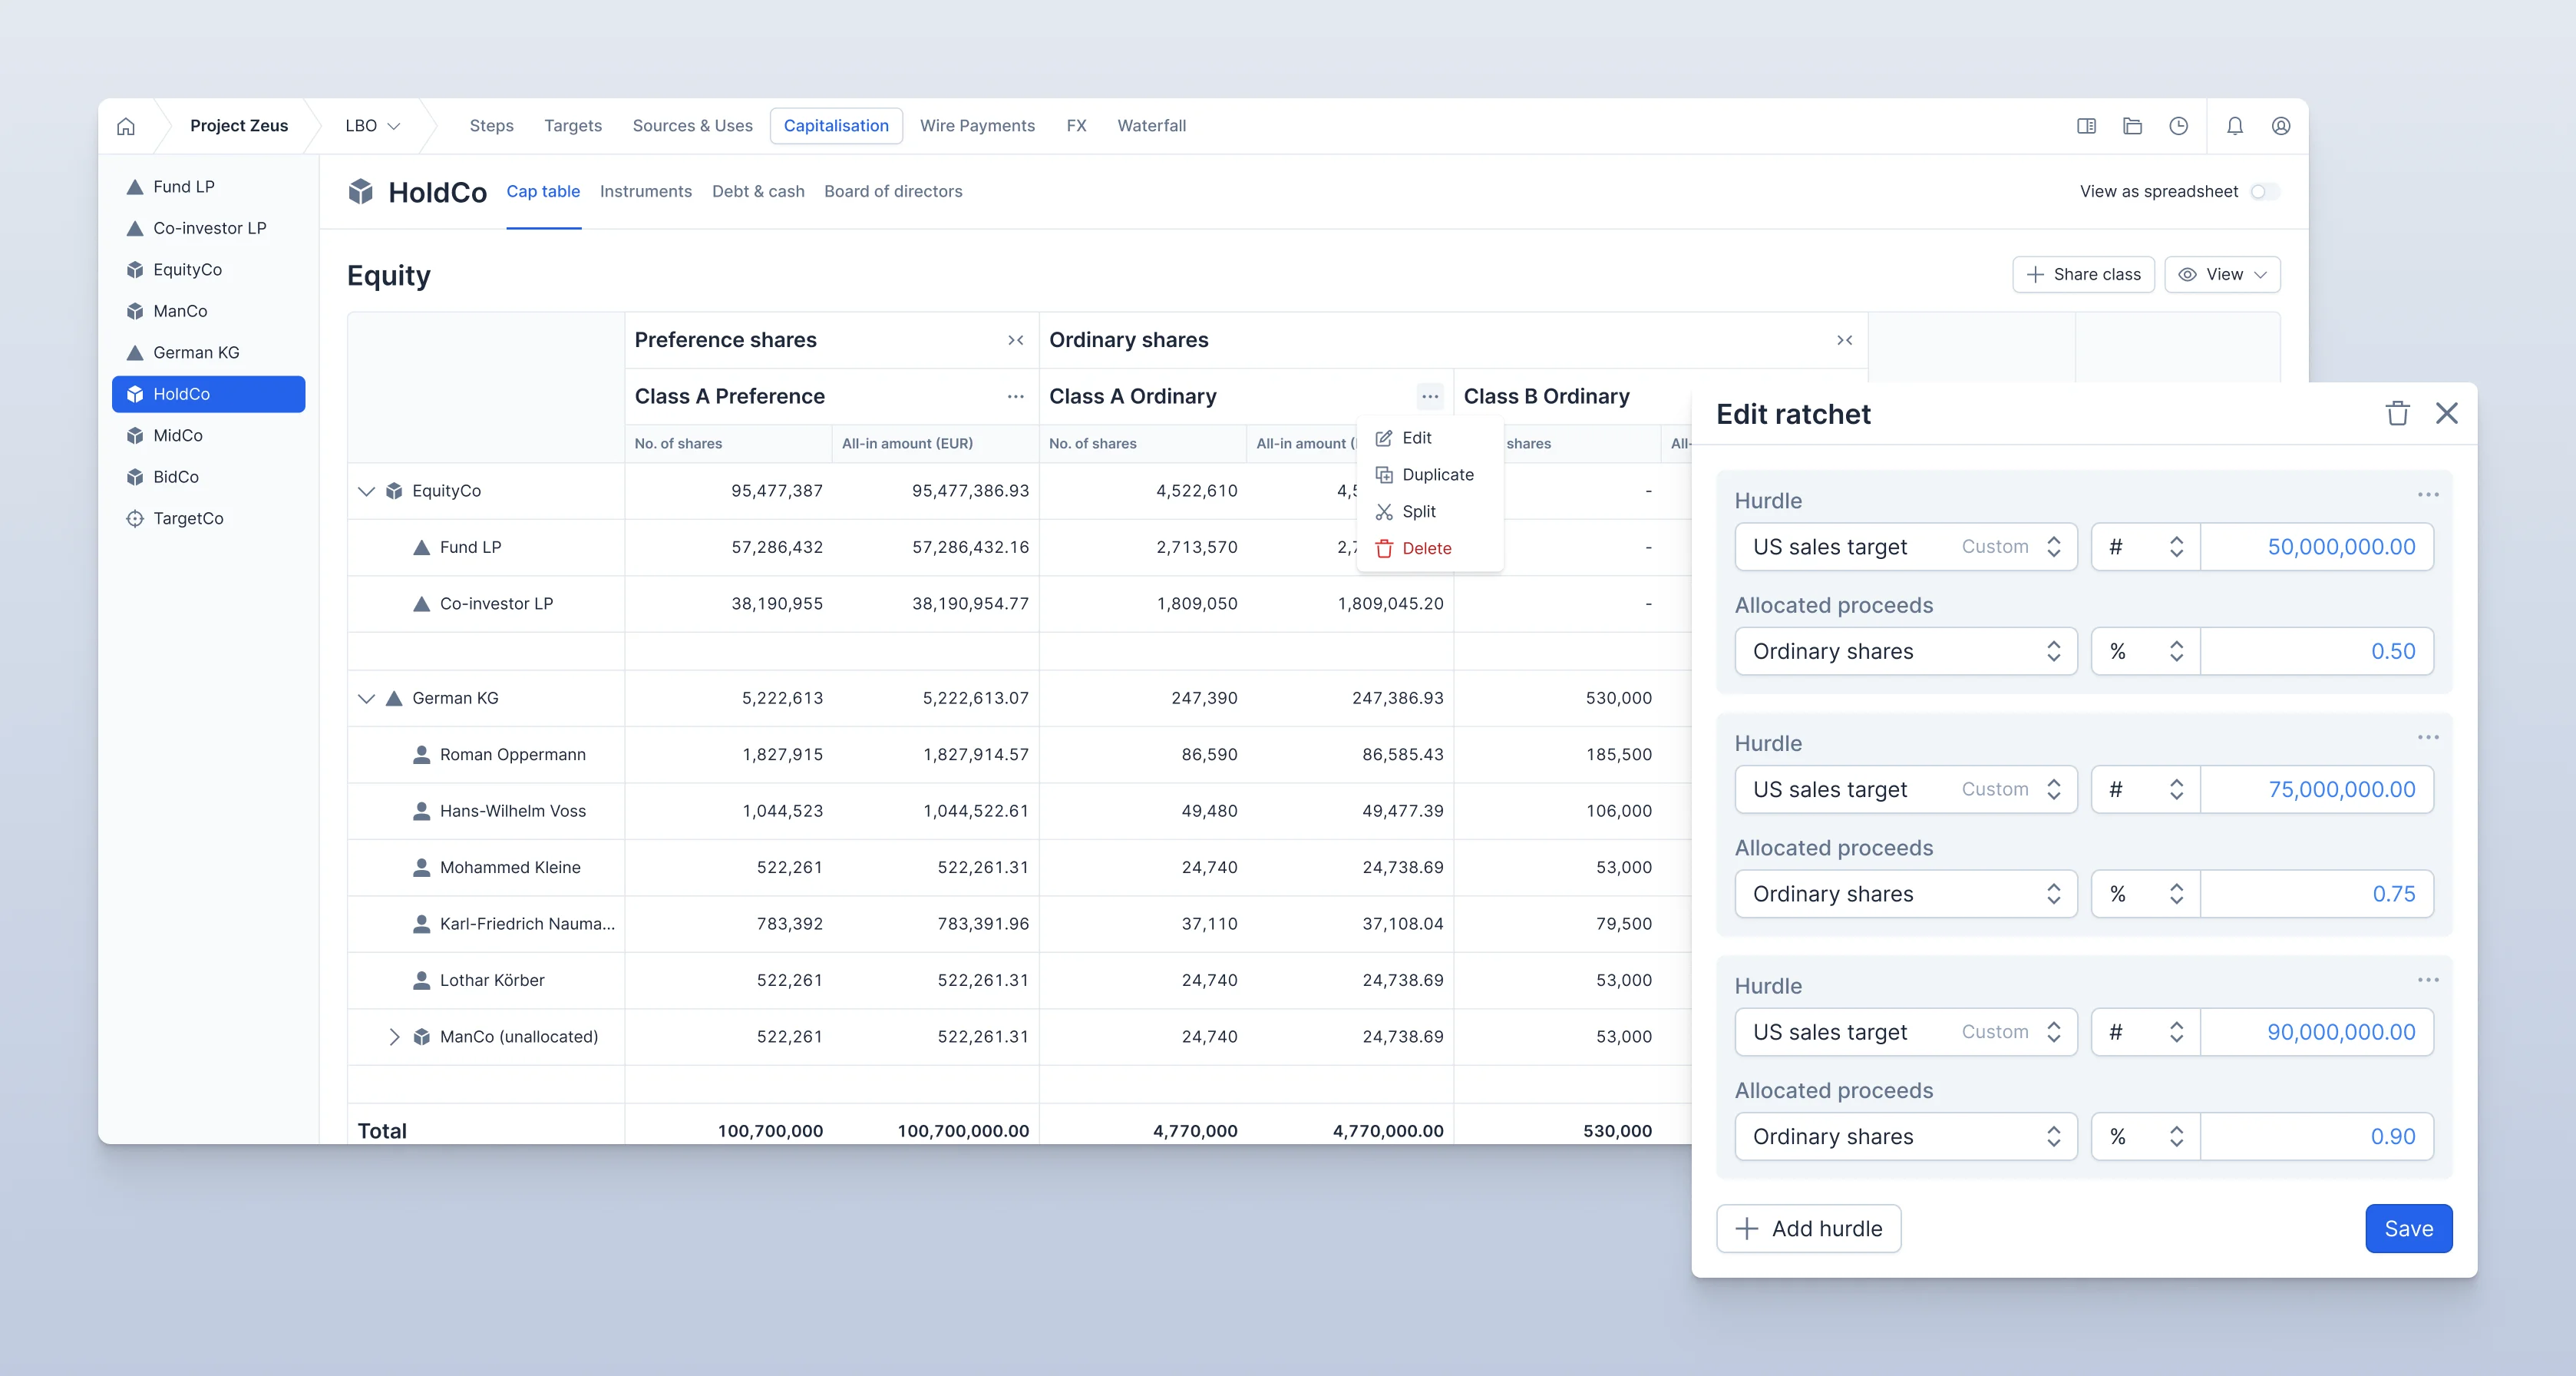 Project Zeus LBO Steps Targets Sources & Uses Capitalisation Wire Payments FX Waterfall
Fund LP
Co-investor LP
EquityCo
ManCo
German KG
HoldCo
MidCo
BidCo
TargetCo
HoldCo Cap table Instruments Debt & cash Board of directors View as spreadsheet
Equity
Share class View
Preference shares Ordinary shares
Class A Preference Class A Ordinary Class B Ordinary
No. of shares All-in amount (EUR) No. of shares All-in amount ( shares All-
EquityCo 95,477,387 95,477,386.93 4,522,610 -
Fund LP 57,286,432 57,286,432.16 2,713,570 -
Co-investor LP 38,190,955 38,190,954.77 1,809,050 1,809,045.20 -
German KG 5,222,613 5,222,613.07 247,390 247,386.93 530,000
Roman Oppermann 1,827,915 1,827,914.57 86,590 86,585.43 185,500
Hans-Wilhelm Voss 1,044,523 1,044,522.61 49,480 49,477.39 106,000
Mohammed Kleine 522,261 522,261.31 24,740 24,738.69 53,000
Karl-Friedrich Nauma... 783,392 783,391.96 37,110 37,108.04 79,500
Lothar Körber 522,261 522,261.31 24,740 24,738.69 53,000
ManCo (unallocated) 522,261 522,261.31 24,740 24,738.69 53,000
Total 100,700,000 100,700,000.00 4,770,000 4,770,000.00 530,000
Edit
Duplicate
Split
Delete
Edit ratchet
Hurdle
US sales target Custom # 50,000,000.00
Allocated proceeds
Ordinary shares % 0.50
Hurdle
US sales target Custom # 75,000,000.00
Allocated proceeds
Ordinary shares % 0.75
Hurdle
US sales target Custom # 90,000,000.00
Allocated proceeds
Ordinary shares % 0.90
Add hurdle Save